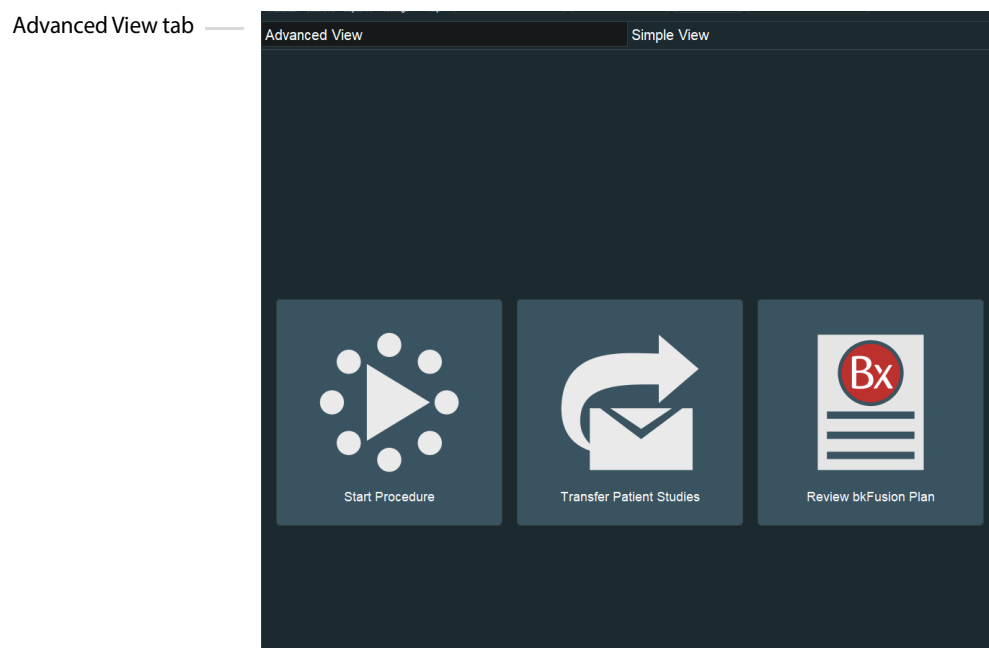 Advanced View tab
Advanced View
Simple View
Bx
Start Procedure
Transfer Patient Studies
Review bkFusion Plan